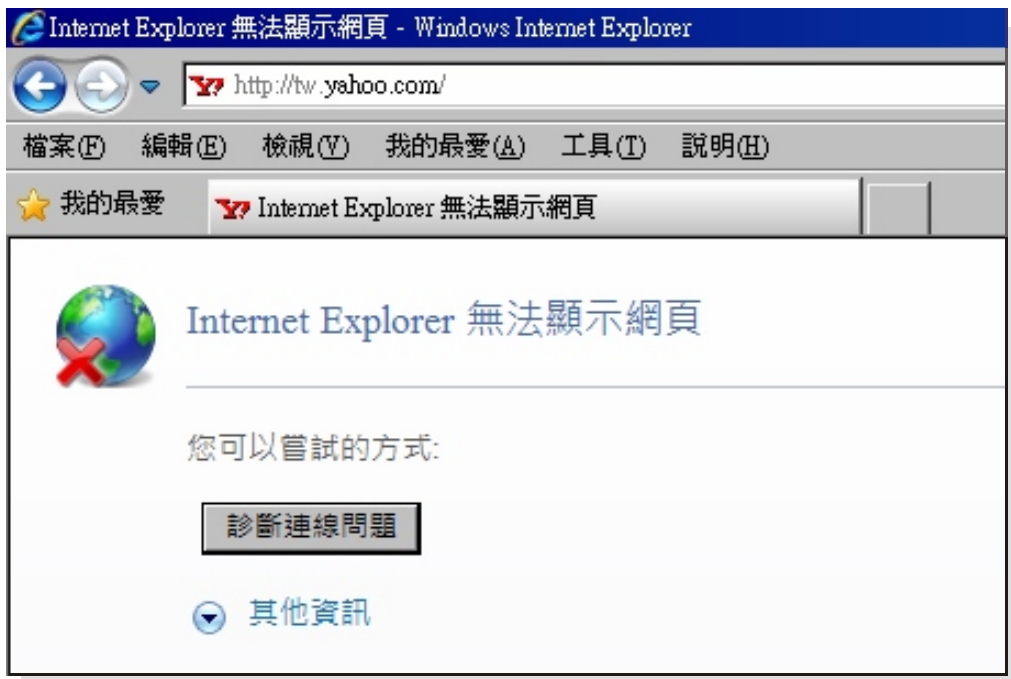 Internet Explorer 無法顯示網頁 - Windows Internet Explorer
http://tw.yahoo.com/
檔案(F) 編輯(E) 檢視(V) 我的最愛(A) 工具(T) 說明(H)
我的最愛 Y? Internet Explorer 無法顯示網頁
Internet Explorer 無法顯示網頁
您可以嘗試的方式:
診斷連線問題
其他資訊